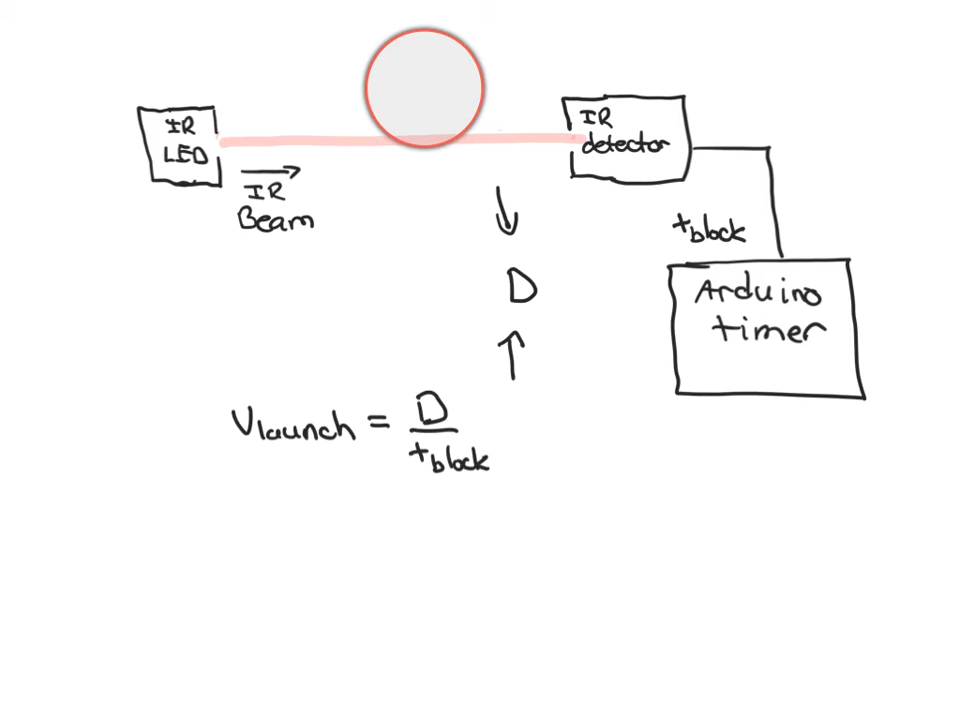 IR
LED
IR
detector
IR
Beam
tblock
D
Arduino
timer
Vlaunch = D / tblock